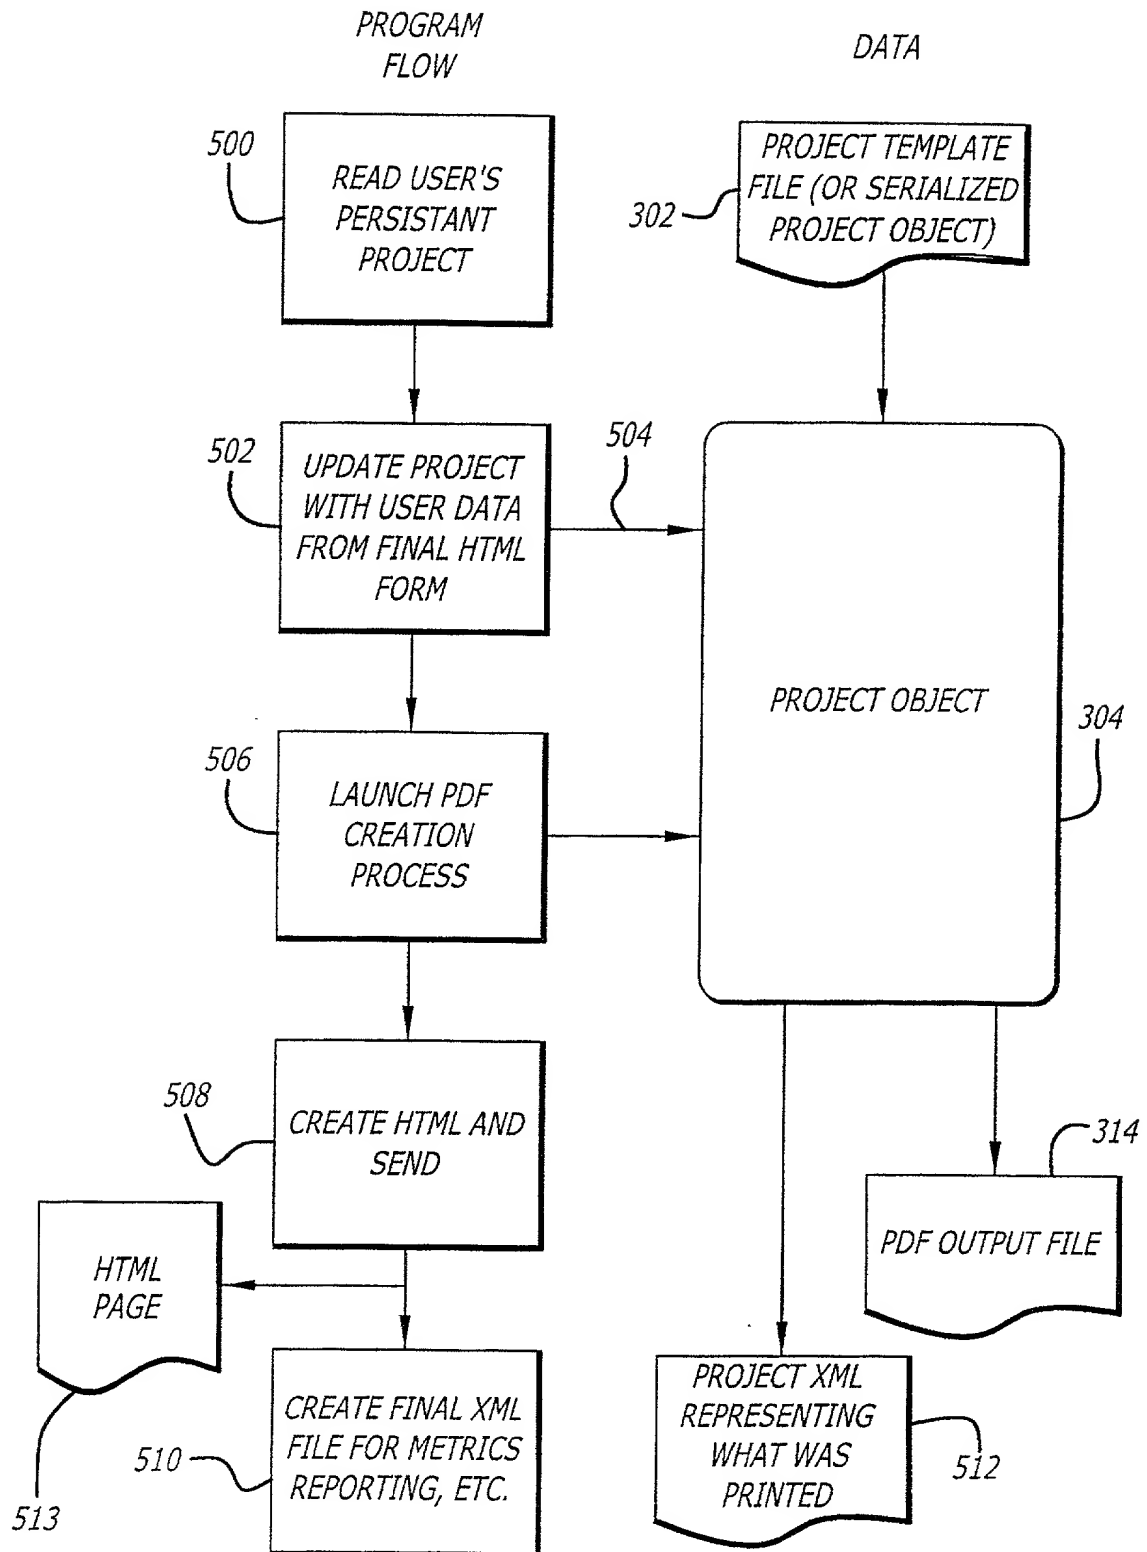 PROGRAM
FLOW
DATA
500
READ USER'S
PERSISTANT
PROJECT
302
PROJECT TEMPLATE
FILE (OR SERIALIZED
PROJECT OBJECT)
502
UPDATE PROJECT
WITH USER DATA
FROM FINAL HTML
FORM
504
PROJECT OBJECT
304
506
LAUNCH PDF
CREATION
PROCESS
508
CREATE HTML AND
SEND
314
PDF OUTPUT FILE
HTML
PAGE
513
510
CREATE FINAL XML
FILE FOR METRICS
REPORTING, ETC.
PROJECT XML
REPRESENTING
WHAT WAS
PRINTED
512